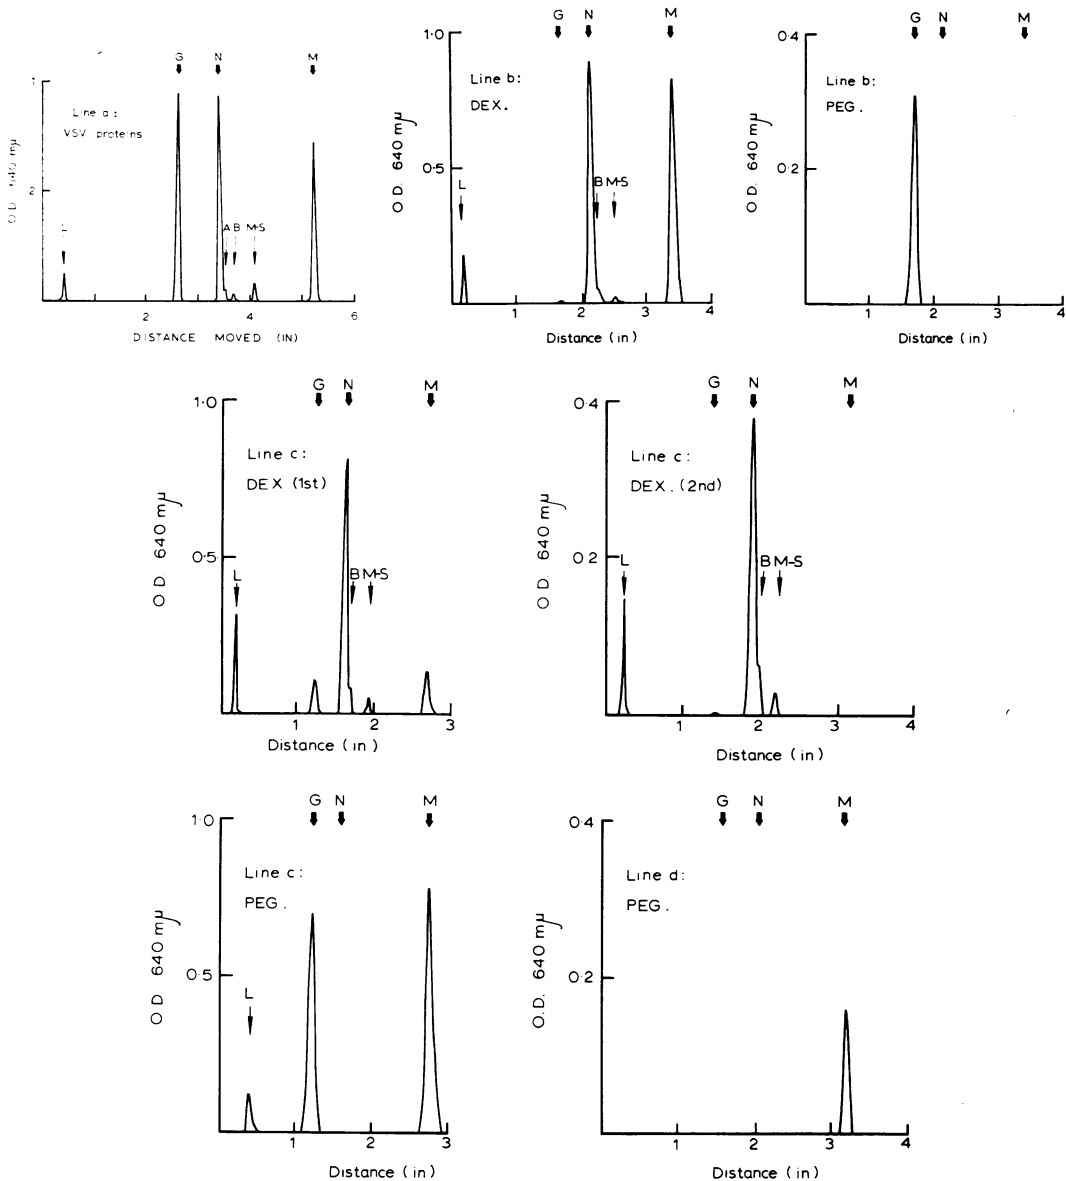 G N M
1
Line a:
VSV proteins
O D 640 mμ
2
L A B M-S
2 4 6
DISTANCE MOVED (IN)
G N M
1.0
Line b:
DEX.
O D 640 mμ
0.5
L B M-S
1 2 3 4
Distance (in)
G N M
0.4
Line b:
PEG.
O D 640 mμ
0.2
1 2 3 4
Distance (in)
G N M
1.0
Line c:
DEX (1st)
O D 640 mμ
0.5
L B M-S
1 2 3
Distance (in)
G N M
0.4
Line c:
DEX. (2nd)
O D 640 mμ
0.2
L B M-S
1 2 3 4
Distance (in)
G N M
1.0
Line c:
PEG.
O D 640 mμ
0.5
L
1 2 3
Distance (in)
G N M
0.4
Line d:
PEG.
O.D. 640 mμ
0.2
1 2 3 4
Distance (in)